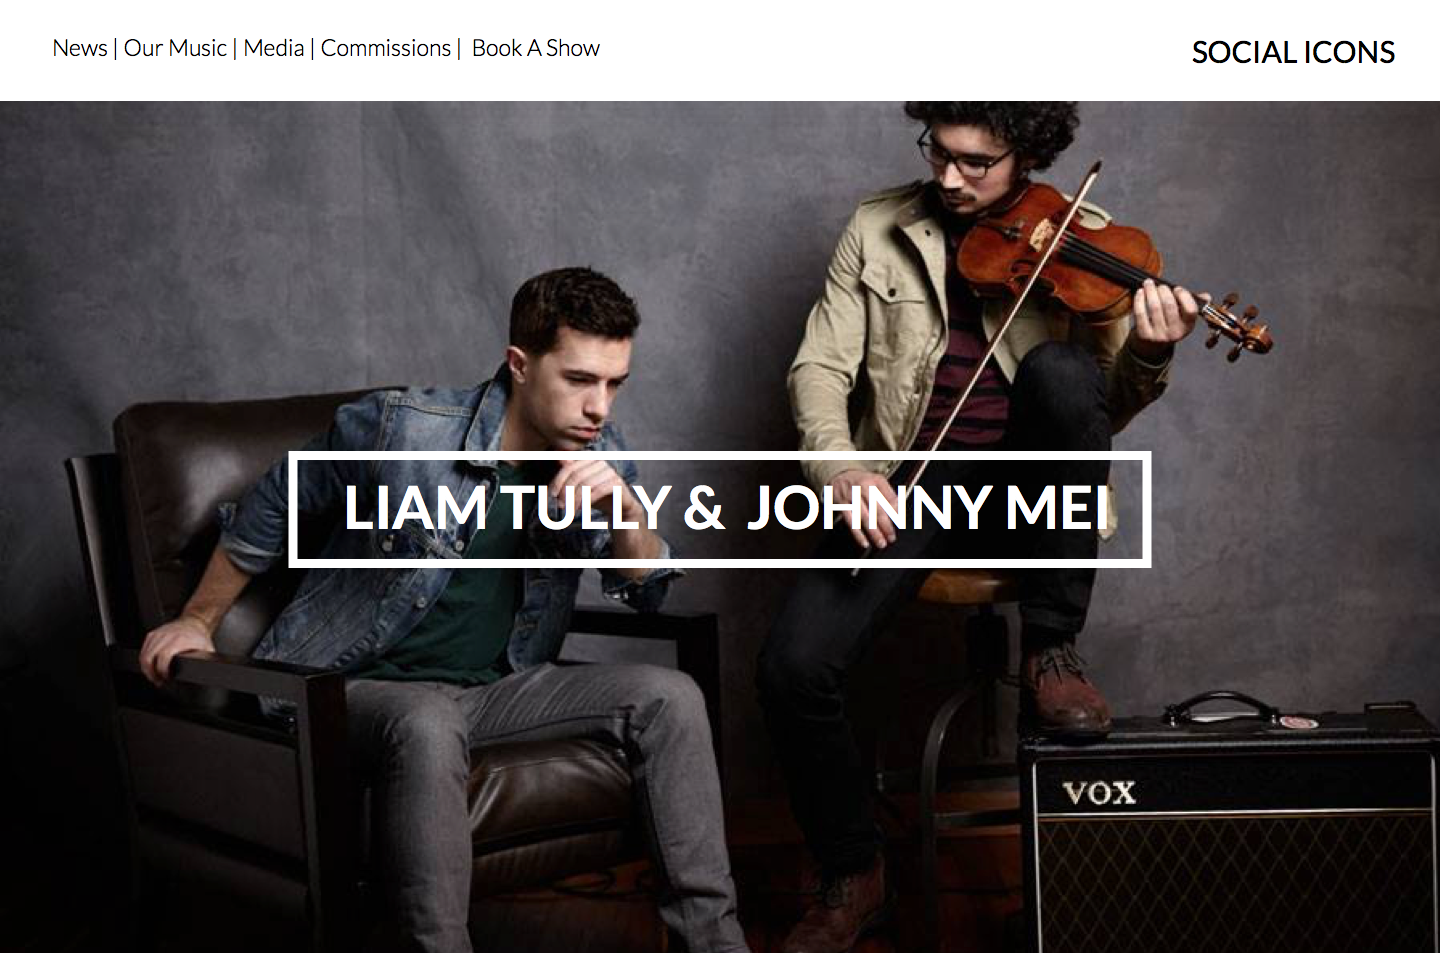 News | Our Music | Media | Commissions | Book A Show
SOCIAL ICONS
LIAM TULLY & JOHNNY MEI
VOX